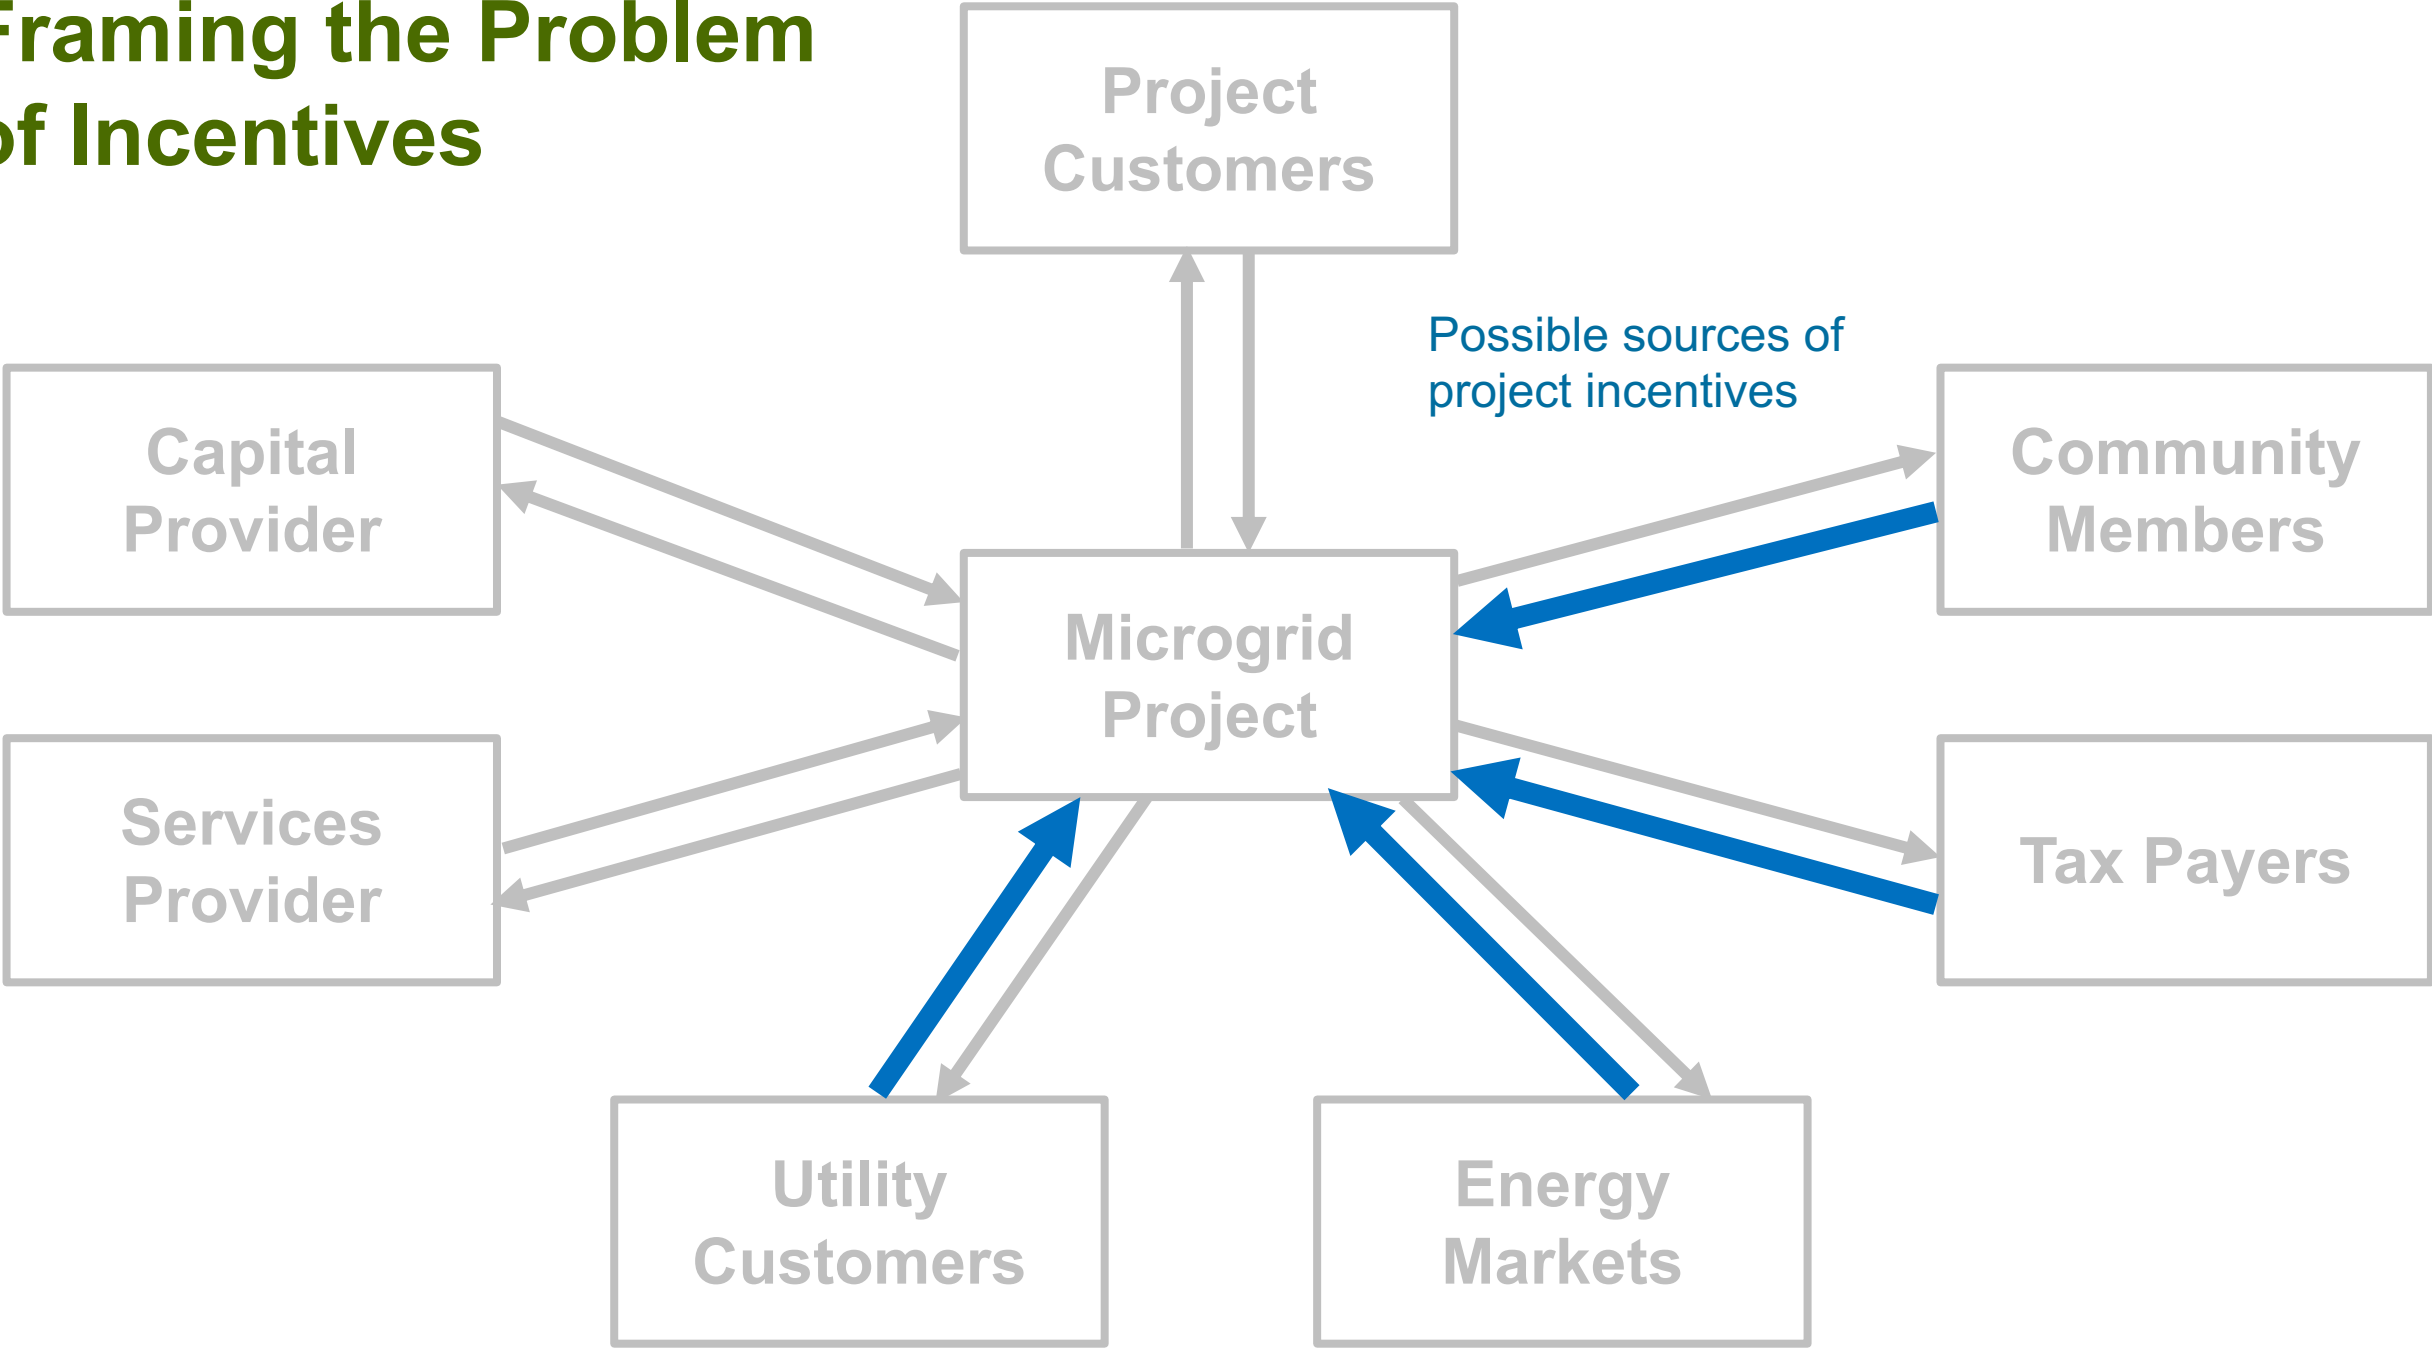 Framing the Problem
of Incentives
Project
Customers
Possible sources of
project incentives
Capital
Provider
Community
Members
Microgrid
Project
Services
Provider
Tax Payers
Utility
Customers
Energy
Markets